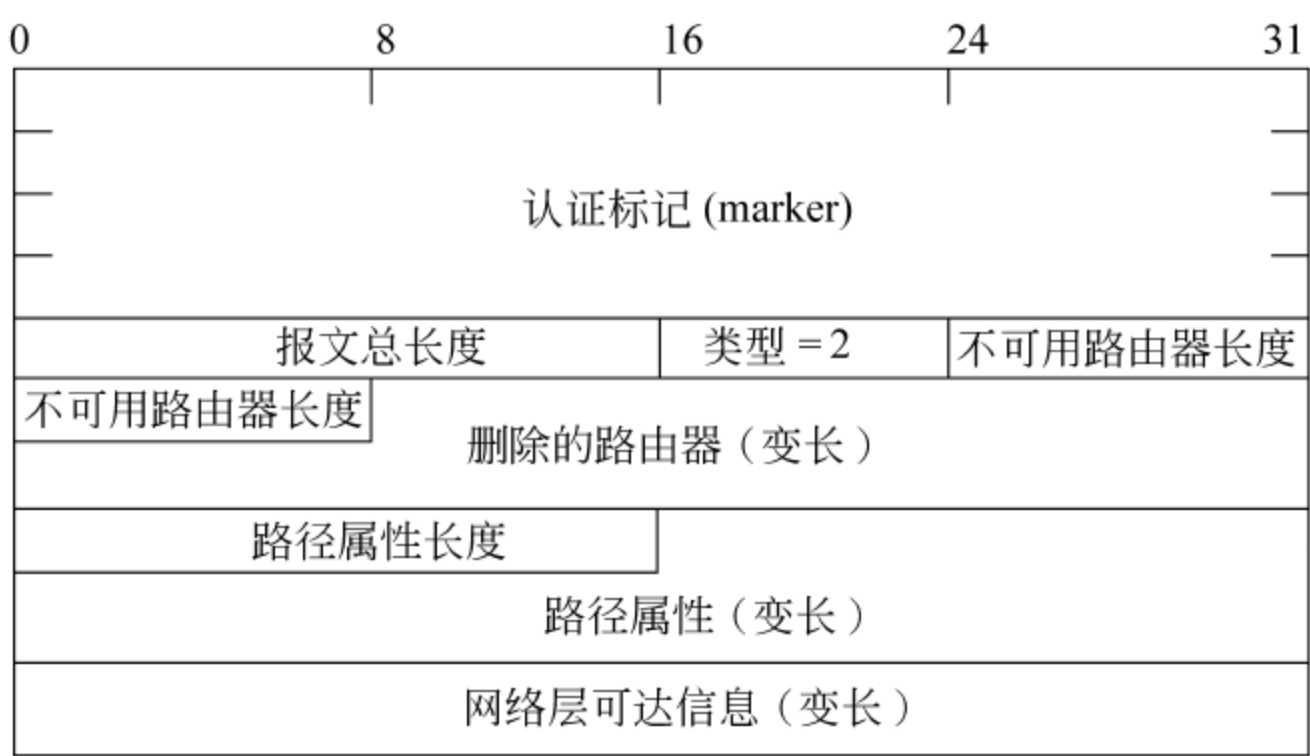 0 8 16 24 31
认证标记 (marker)
报文总长度 类型 = 2 不可用路由器长度
不可用路由器长度
删除的路由器（变长）
路径属性长度
路径属性（变长）
网络层可达信息（变长）